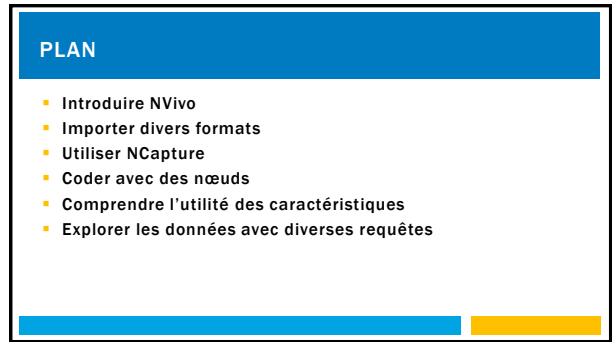 PLAN
Introduire NVivo
Importer divers formats
Utiliser NCapture
Coder avec des nœuds
Comprendre l'utilité des caractéristiques
Explorer les données avec diverses requêtes